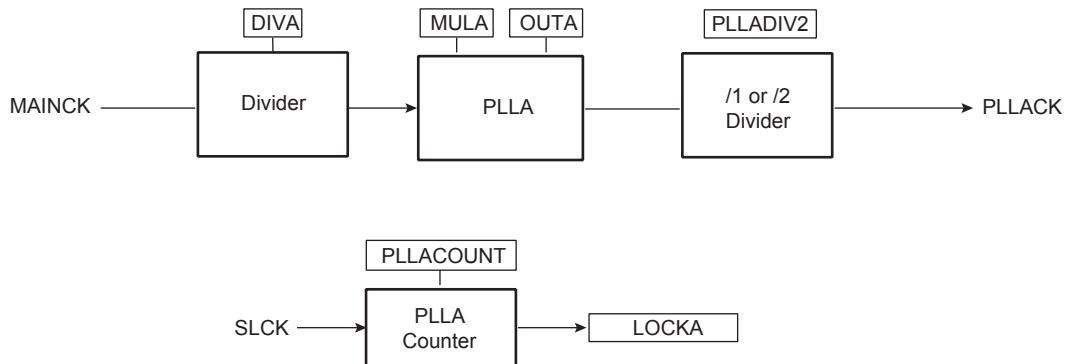 DIVA
MULA
OUTA
PLLADIV2
MAINCK
Divider
PLLA
/1 or /2
Divider
PLLACK
PLLACOUNT
SLCK
PLLA
Counter
LOCKA